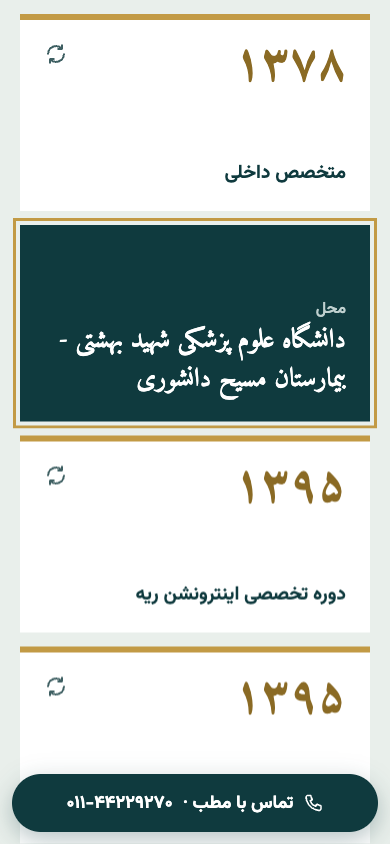 ۱۳۷۸
متخصص داخلی
محل
دانشگاه علوم پزشکی شهید بهشتی -
بیمارستان مسیح دانشوری
۱۳۹۵
دوره تخصصی اینترونشن ریه
۱۳۹۵
تماس با مطب · ۰۱۱-۴۴۲۲۹۲۷۰